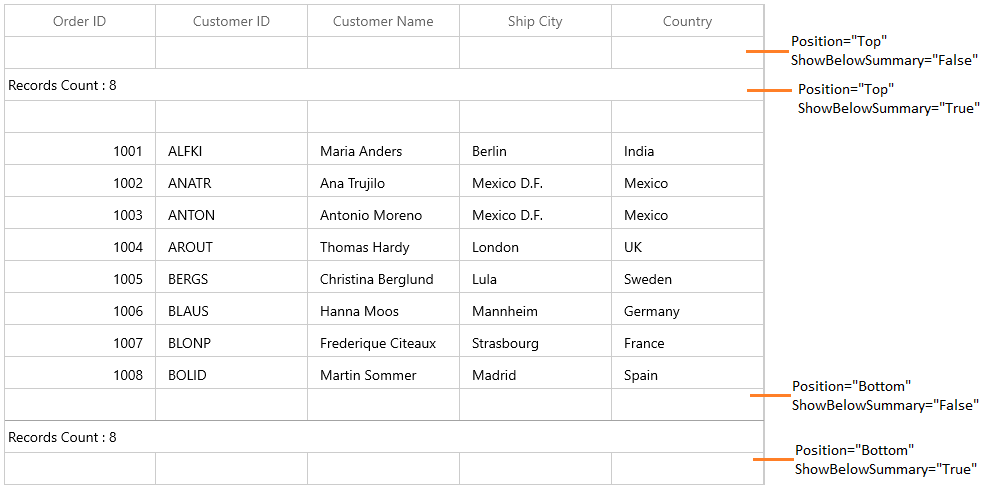 Order ID Customer ID Customer Name Ship City Country
Position="Top"
ShowBelowSummary="False"
Records Count : 8
Position="Top"
ShowBelowSummary="True"
1001 ALFKI Maria Anders Berlin India
1002 ANATR Ana Trujilo Mexico D.F. Mexico
1003 ANTON Antonio Moreno Mexico D.F. Mexico
1004 AROUT Thomas Hardy London UK
1005 BERGS Christina Berglund Lula Sweden
1006 BLAUS Hanna Moos Mannheim Germany
1007 BLONP Frederique Citeaux Strasbourg France
1008 BOLID Martin Sommer Madrid Spain
Position="Bottom"
ShowBelowSummary="False"
Records Count : 8
Position="Bottom"
ShowBelowSummary="True"